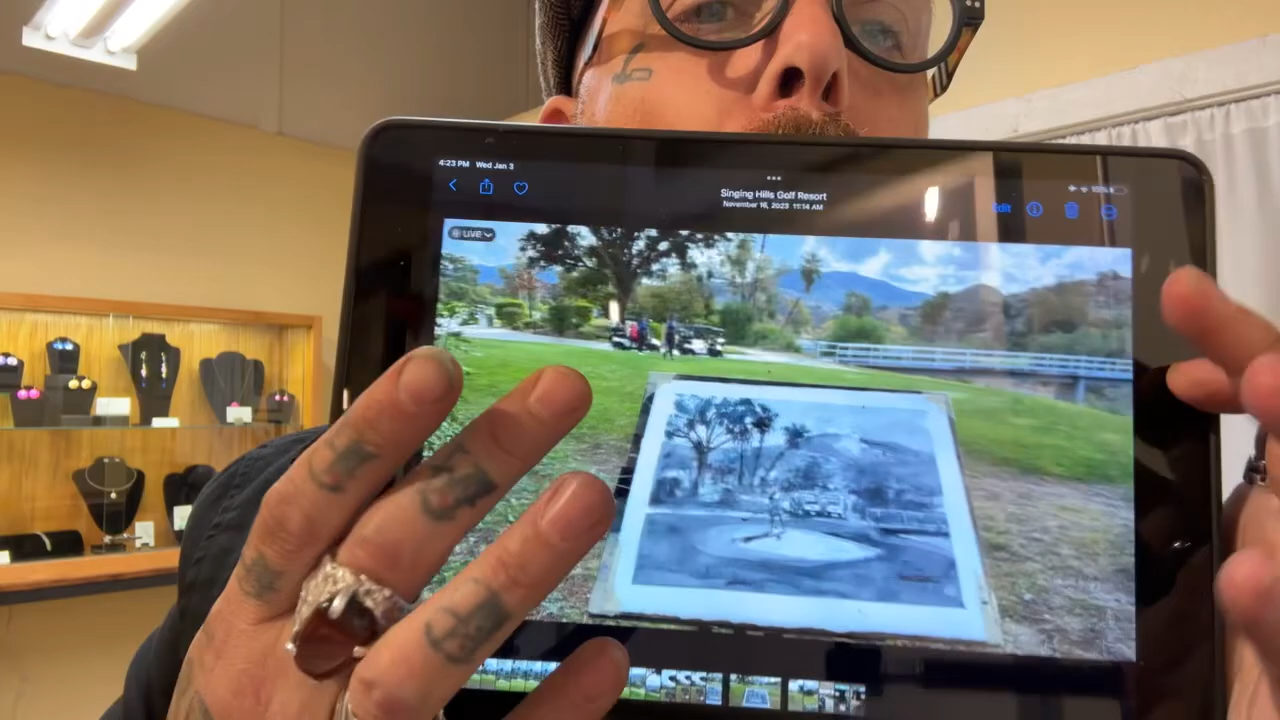 4:23 PM Wed Jan 3
Singing Hills Golf Resort
November 16, 2023 11:14 AM
Edit
LIVE